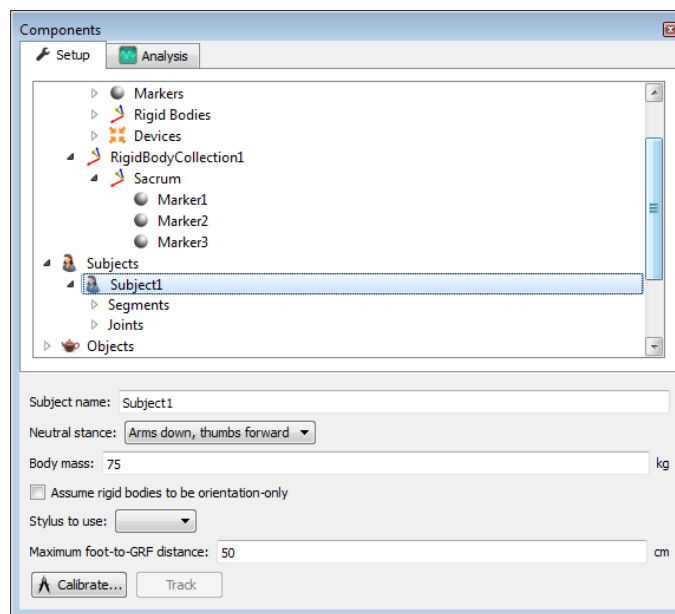 Components
Setup Analysis
Markers
Rigid Bodies
Devices
RigidBodyCollection1
Sacrum
Marker1
Marker2
Marker3
Subjects
Subject1
Segments
Joints
Objects
Subject name: Subject1
Neutral stance: Arms down, thumbs forward
Body mass: 75 kg
Assume rigid bodies to be orientation-only
Stylus to use:
Maximum foot-to-GRF distance: 50 cm
Calibrate... Track